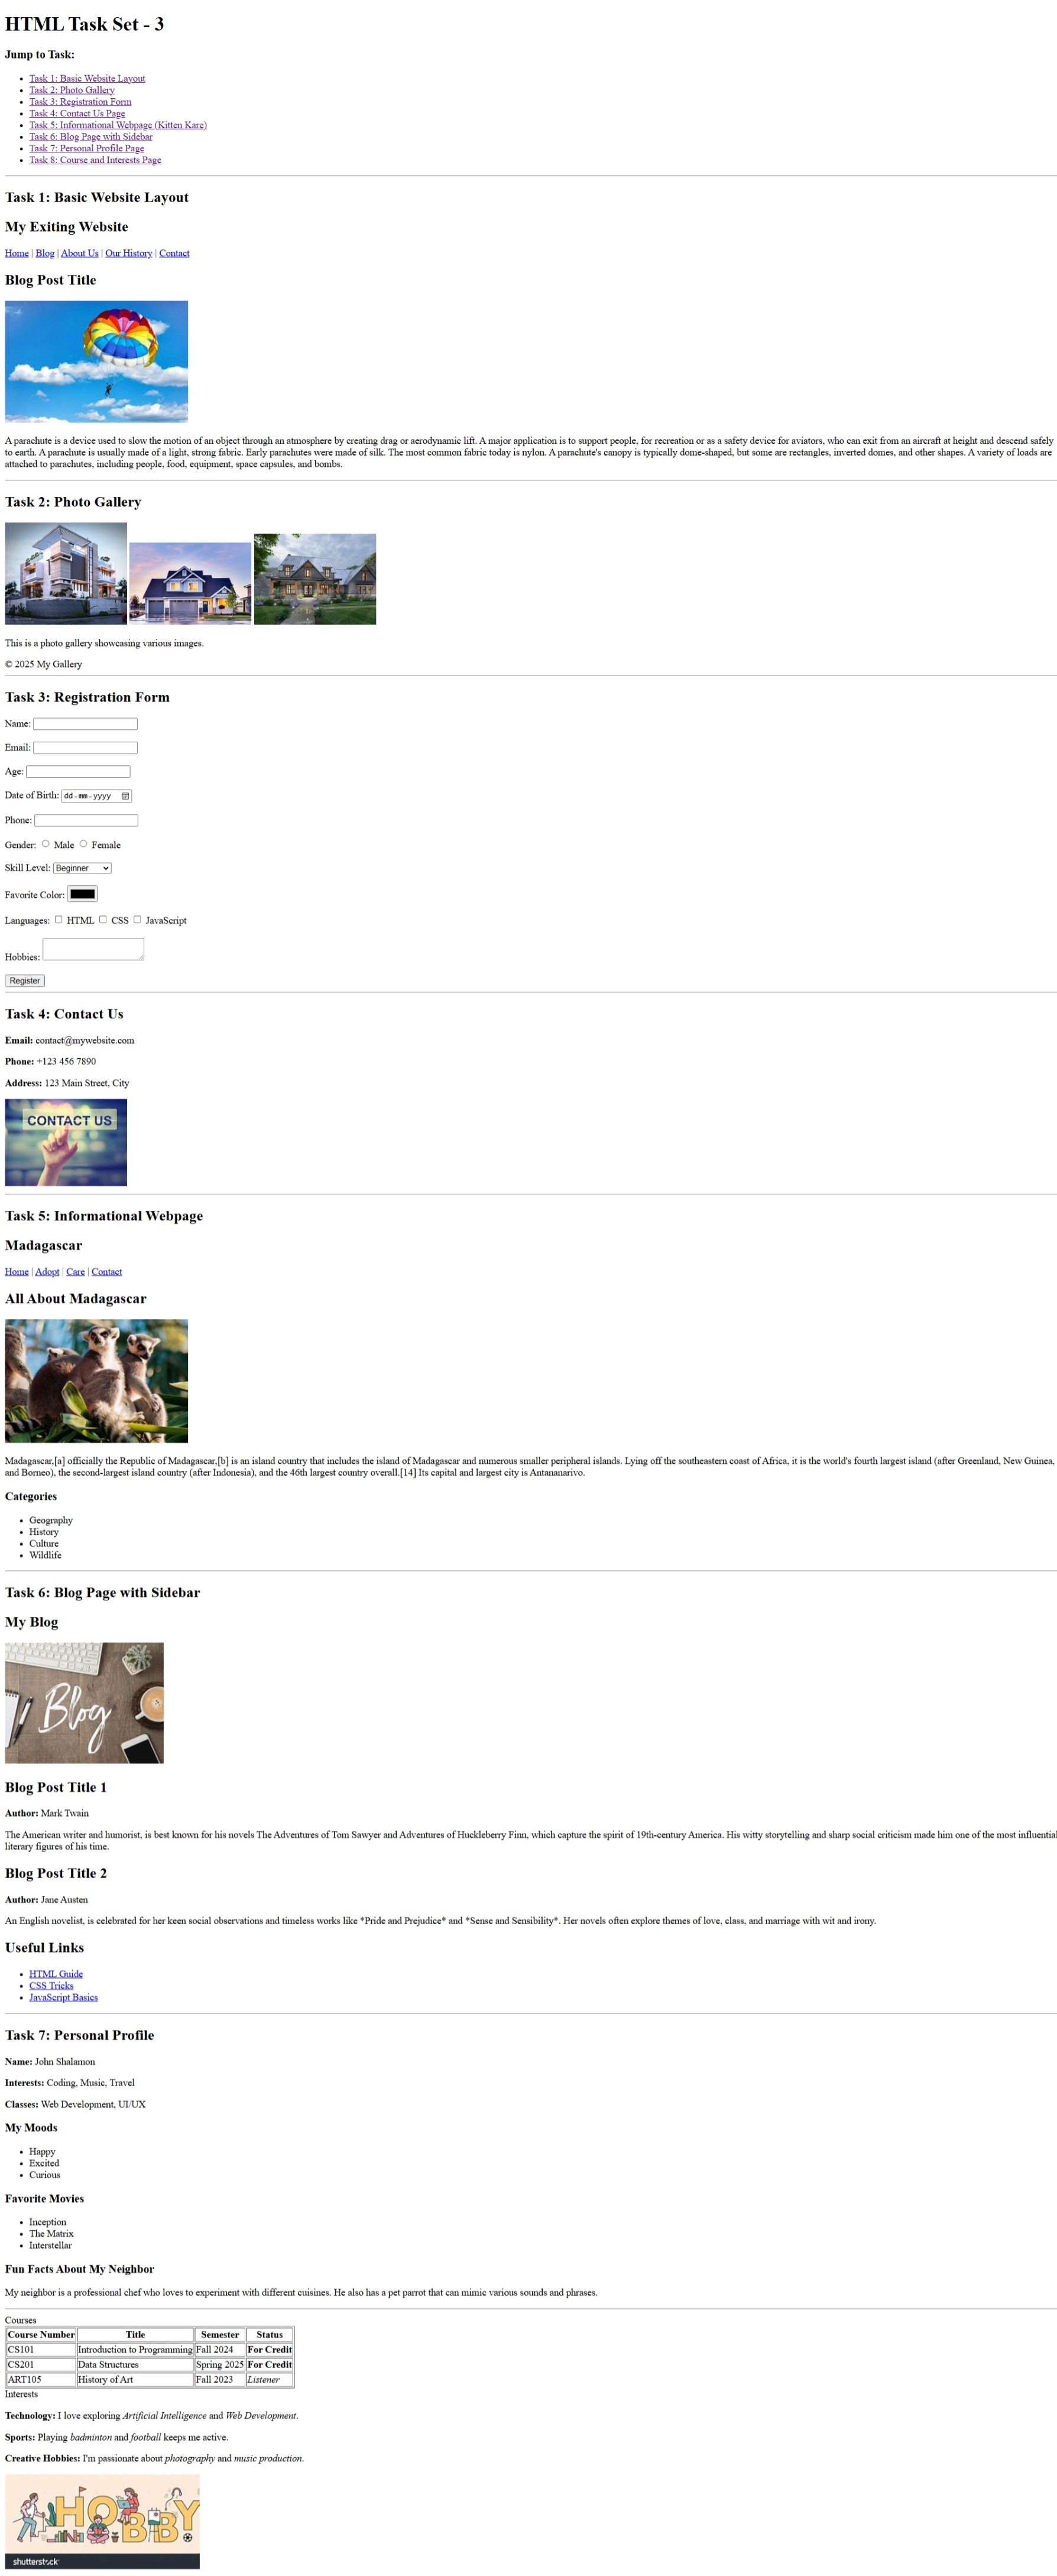 HTML Task Set - 3
Jump to Task:
Task 1: Basic Website Layout
Task 2: Photo Gallery
Task 3: Registration Form
Task 4: Contact Us Page
Task 5: Informational Webpage (Kitten Kare)
Task 6: Blog Page with Sidebar
Task 7: Personal Profile Page
Task 8: Course and Interests Page
Task 1: Basic Website Layout
My Exiting Website
Home | Blog | About Us | Our History | Contact
Blog Post Title
A parachute is a device used to slow the motion of an object through an atmosphere by creating drag or aerodynamic lift. A major application is to support people, for recreation or as a safety device for aviators, who can exit from an aircraft at height and descend safely
to earth. A parachute is usually made of a light, strong fabric. Early parachutes were made of silk. The most common fabric today is nylon. A parachute's canopy is typically dome-shaped, but some are rectangles, inverted domes, and other shapes. A variety of loads are
attached to parachutes, including people, food, equipment, space capsules, and bombs.
Task 2: Photo Gallery
This is a photo gallery showcasing various images.
© 2025 My Gallery
Task 3: Registration Form
Name:
Email:
Age:
Date of Birth: dd-mm-yyyy
Phone:
Gender: Male Female
Skill Level: Beginner
Favorite Color:
Languages: HTML CSS JavaScript
Hobbies:
Register
Task 4: Contact Us
Email: contact@mywebsite.com
Phone: +123 456 7890
Address: 123 Main Street, City
CONTACT US
Task 5: Informational Webpage
Madagascar
Home | Adopt | Care | Contact
All About Madagascar
Madagascar,[a] officially the Republic of Madagascar,[b] is an island country that includes the island of Madagascar and numerous smaller peripheral islands. Lying off the southeastern coast of Africa, it is the world's fourth largest island (after Greenland, New Guinea,
and Borneo), the second-largest island country (after Indonesia), and the 46th largest country overall.[14] Its capital and largest city is Antananarivo.
Categories
Geography
History
Culture
Wildlife
Task 6: Blog Page with Sidebar
My Blog
Blog
Blog Post Title 1
Author: Mark Twain
The American writer and humorist, is best known for his novels The Adventures of Tom Sawyer and Adventures of Huckleberry Finn, which capture the spirit of 19th-century America. His witty storytelling and sharp social criticism made him one of the most influential
literary figures of his time.
Blog Post Title 2
Author: Jane Austen
An English novelist, is celebrated for her keen social observations and timeless works like *Pride and Prejudice* and *Sense and Sensibility*. Her novels often explore themes of love, class, and marriage with wit and irony.
Useful Links
HTML Guide
CSS Tricks
JavaScript Basics
Task 7: Personal Profile
Name: John Shalamon
Interests: Coding, Music, Travel
Classes: Web Development, UI/UX
My Moods
Happy
Excited
Curious
Favorite Movies
Inception
The Matrix
Interstellar
Fun Facts About My Neighbor
My neighbor is a professional chef who loves to experiment with different cuisines. He also has a pet parrot that can mimic various sounds and phrases.
Courses
Course Number Title Semester Status
CS101 Introduction to Programming Fall 2024 For Credit
CS201 Data Structures Spring 2025 For Credit
ART105 History of Art Fall 2023 Listener
Interests
Technology: I love exploring Artificial Intelligence and Web Development.
Sports: Playing badminton and football keeps me active.
Creative Hobbies: I'm passionate about photography and music production.
HOBBY
shutterstock